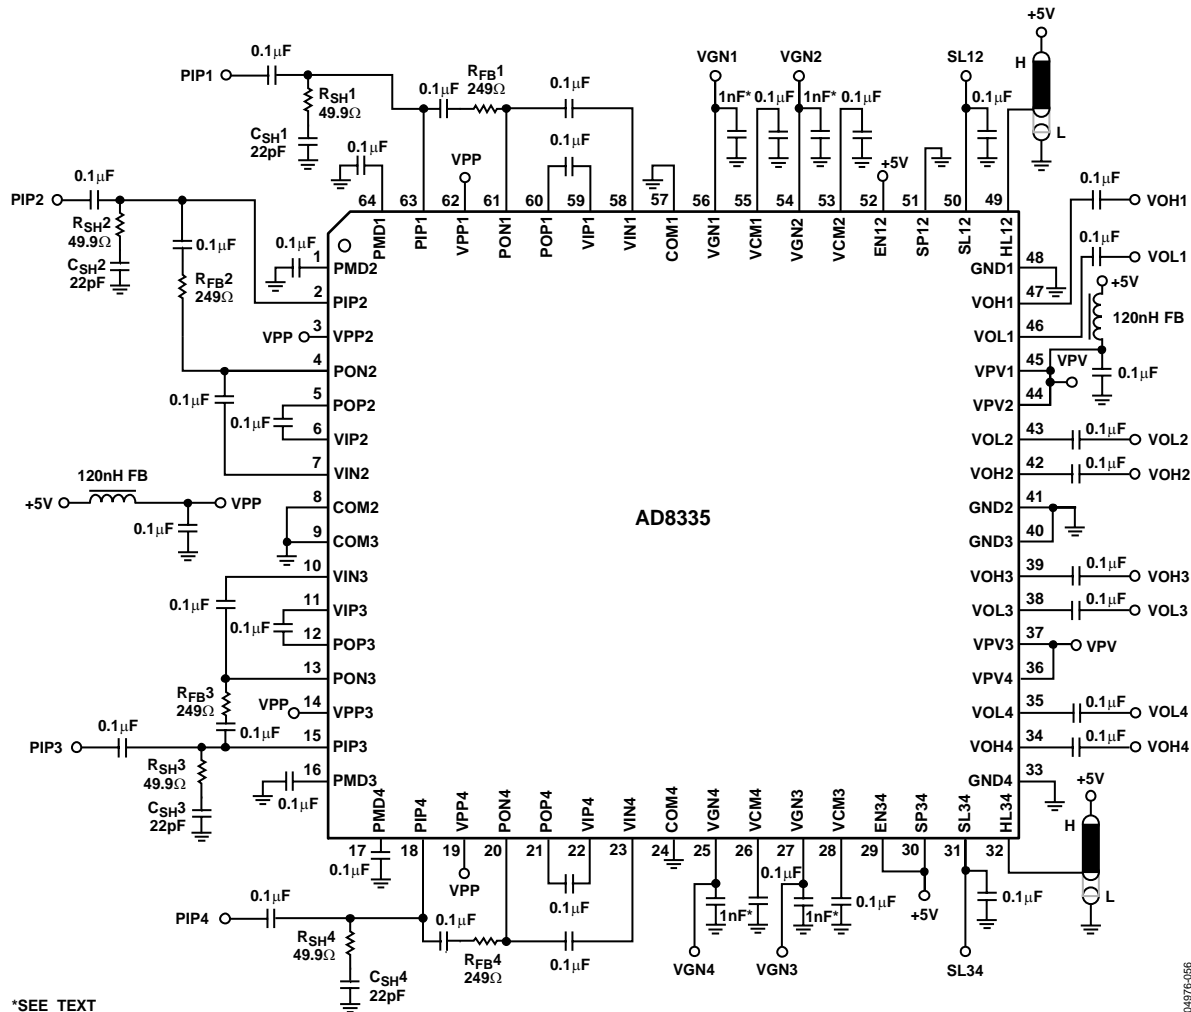 +5V
0.1μF
PIP1
RFB1
249Ω
0.1μF
0.1μF
RSH1
49.9Ω
CSH1
22pF
0.1μF
VPP
0.1μF
VGN1
VGN2
SL12
H
L
1nF*
0.1μF
1nF*
0.1μF
+5V
0.1μF
64
63
62
61
60
59
58
57
56
55
54
53
52
51
50
49
PMD1
PIP1
VPP1
PON1
POP1
VIP1
VIN1
COM1
VGN1
VCM1
VGN2
VCM2
EN12
SP12
SL12
HL12
PIP2
0.1μF
RSH2
49.9Ω
CSH2
22pF
0.1μF
RFB2
249Ω
0.1μF
1 PMD2
2 PIP2
VPP
3 VPP2
4 PON2
0.1μF
5 POP2
0.1μF
6 VIP2
7 VIN2
+5V
120nH FB
VPP
0.1μF
8 COM2
9 COM3
10 VIN3
0.1μF
11 VIP3
0.1μF
12 POP3
13 PON3
RFB3
249Ω
VPP
14 VPP3
PIP3
0.1μF
0.1μF
15 PIP3
RSH3
49.9Ω
CSH3
22pF
16 PMD3
0.1μF
AD8335
GND1 48
VOH1 47
0.1μF
VOH1
VOL1 46
0.1μF
VOL1
+5V
120nH FB
VPV1 45
VPV
0.1μF
VPV2 44
VOL2 43
0.1μF
VOL2
VOH2 42
0.1μF
VOH2
GND2 41
GND3 40
VOH3 39
0.1μF
VOH3
VOL3 38
0.1μF
VOL3
VPV3 37
VPV
VPV4 36
VOL4 35
0.1μF
VOL4
VOH4 34
0.1μF
VOH4
GND4 33
PMD4
PIP4
VPP4
PON4
POP4
VIP4
VIN4
COM4
VGN4
VCM4
VGN3
VCM3
EN34
SP34
SL34
HL34
17
18
19
20
21
22
23
24
25
26
27
28
29
30
31
32
+5V
H
L
0.1μF
VPP
PIP4
0.1μF
RSH4
49.9Ω
CSH4
22pF
0.1μF
RFB4
249Ω
0.1μF
0.1μF
1nF*
0.1μF
1nF*
0.1μF
+5V
0.1μF
VGN4
VGN3
SL34
*SEE TEXT
04976-056